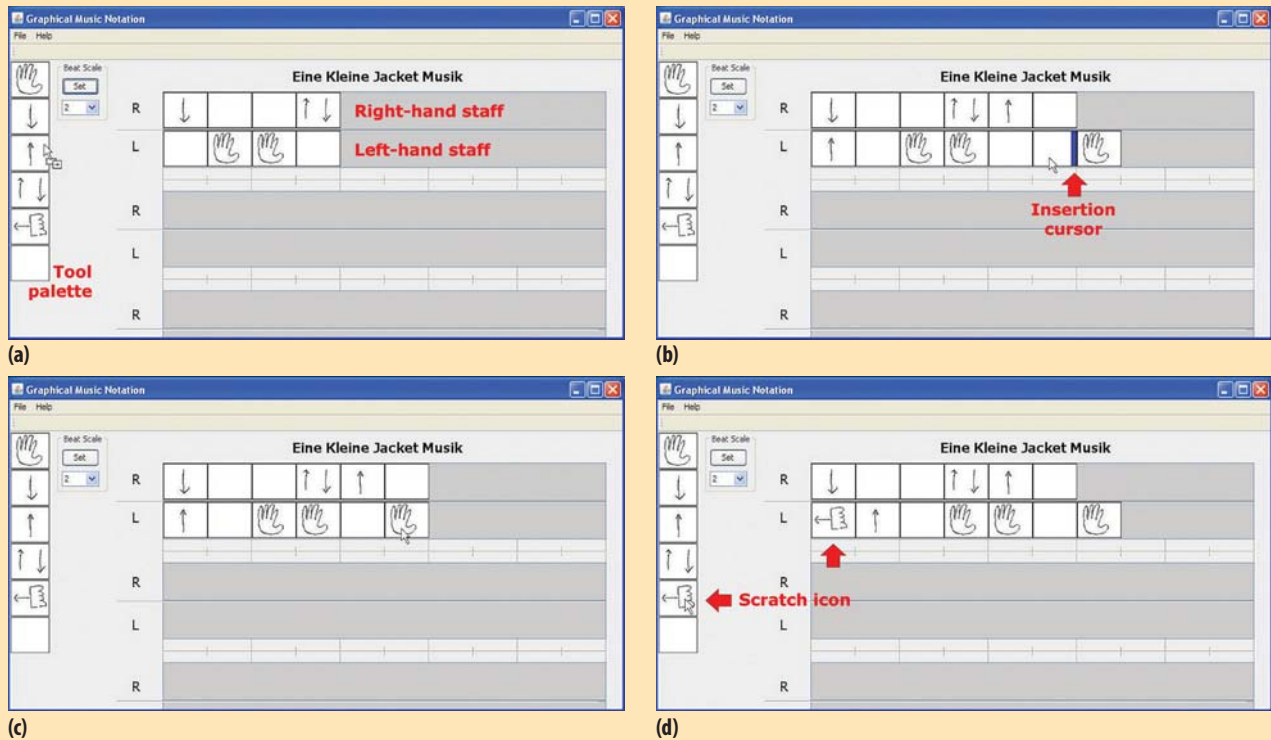 Graphical Music Notation
File Help
Beat Scale
Set
2
Eine Kleine Jacket Musik
R
Right-hand staff
L
Left-hand staff
R
L
Tool
palette
R
(a)
Graphical Music Notation
File Help
Beat Scale
Set
2
Eine Kleine Jacket Musik
R
L
R
Insertion
cursor
L
R
(b)
Graphical Music Notation
File Help
Beat Scale
Set
2
Eine Kleine Jacket Musik
R
L
R
L
R
(c)
Graphical Music Notation
File Help
Beat Scale
Set
2
Eine Kleine Jacket Musik
R
L
R
Scratch icon
L
R
(d)